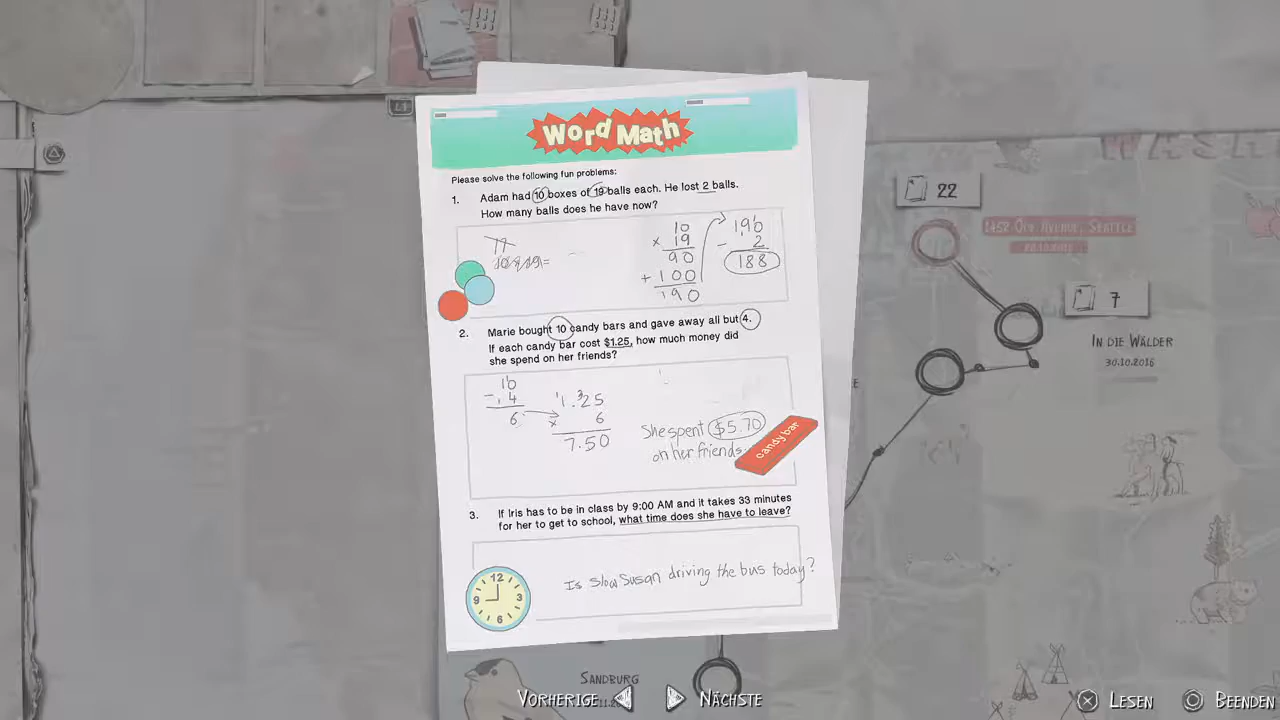 L1
Word Math
Please solve the following fun problems:
1. Adam had 10 boxes of 19 balls each. He lost 2 balls.
How many balls does he have now?
10
x 19
90
+ 100
190
190
- 2
188
2. Marie bought 10 candy bars and gave away all but 4.
If each candy bar cost $1.25, how much money did
she spend on her friends?
10
- 4
6
1.25
x 6
7.50
She spent $5.70
on her friends.
candy bar
3. If Iris has to be in class by 9:00 AM and it takes 33 minutes
for her to get to school, what time does she have to leave?
Is Slow Susan driving the bus today?
12
9 3
6
22
1452 Oak Avenue, Seattle
7
In die Wälder
30.10.2016
Sandburg
Vorherige Nächste
Lesen Beenden